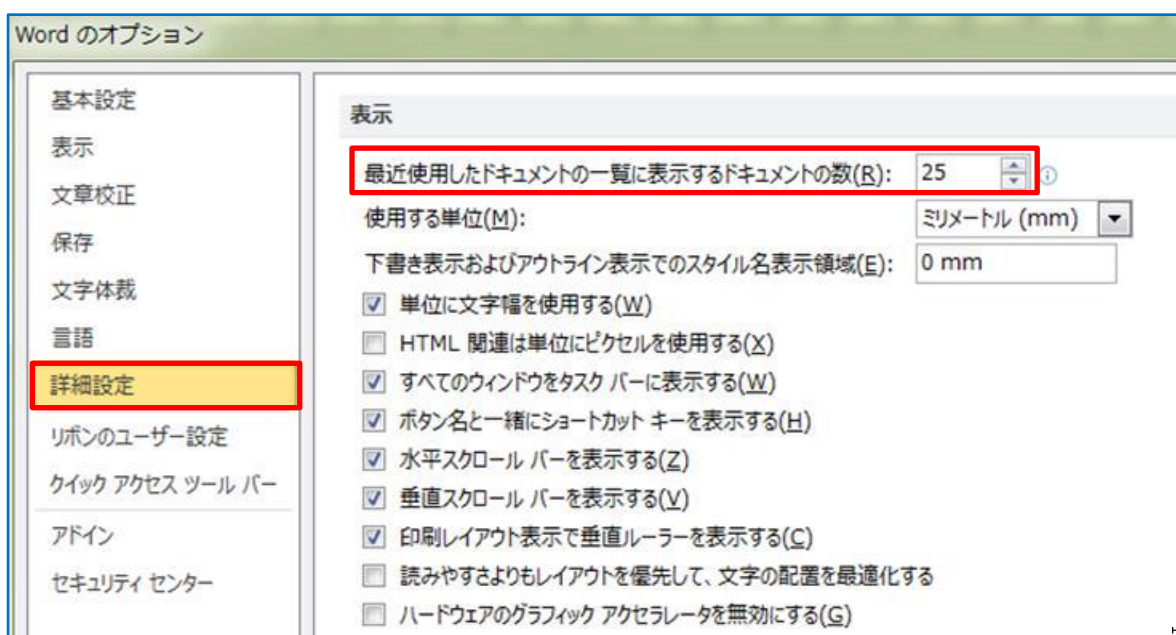 Word のオプション
基本設定
表示
文章校正
保存
文字体裁
言語
詳細設定
リボンのユーザー設定
クイック アクセス ツール バー
アドイン
セキュリティ センター
表示
最近使用したドキュメントの一覧に表示するドキュメントの数(R): 25
使用する単位(M): ミリメートル (mm)
下書き表示およびアウトライン表示でのスタイル名表示領域(E): 0 mm
単位に文字幅を使用する(W)
HTML 関連は単位にピクセルを使用する(X)
すべてのウィンドウをタスク バーに表示する(W)
ボタン名と一緒にショートカット キーを表示する(H)
水平スクロール バーを表示する(Z)
垂直スクロール バーを表示する(V)
印刷レイアウト表示で垂直ルーラーを表示する(C)
読みやすさよりもレイアウトを優先して、文字の配置を最適化する
ハードウェアのグラフィック アクセラレータを無効にする(G)